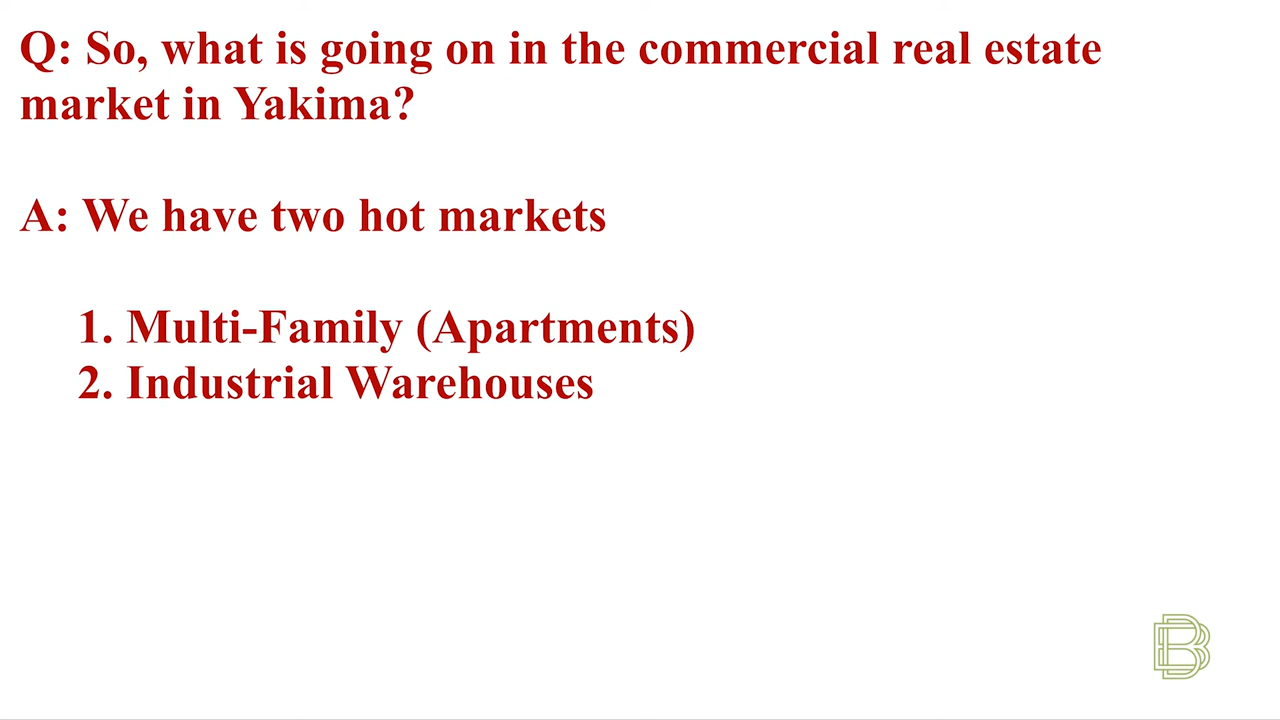 Q: So, what is going on in the commercial real estate
market in Yakima?
A: We have two hot markets
1. Multi-Family (Apartments)
2. Industrial Warehouses